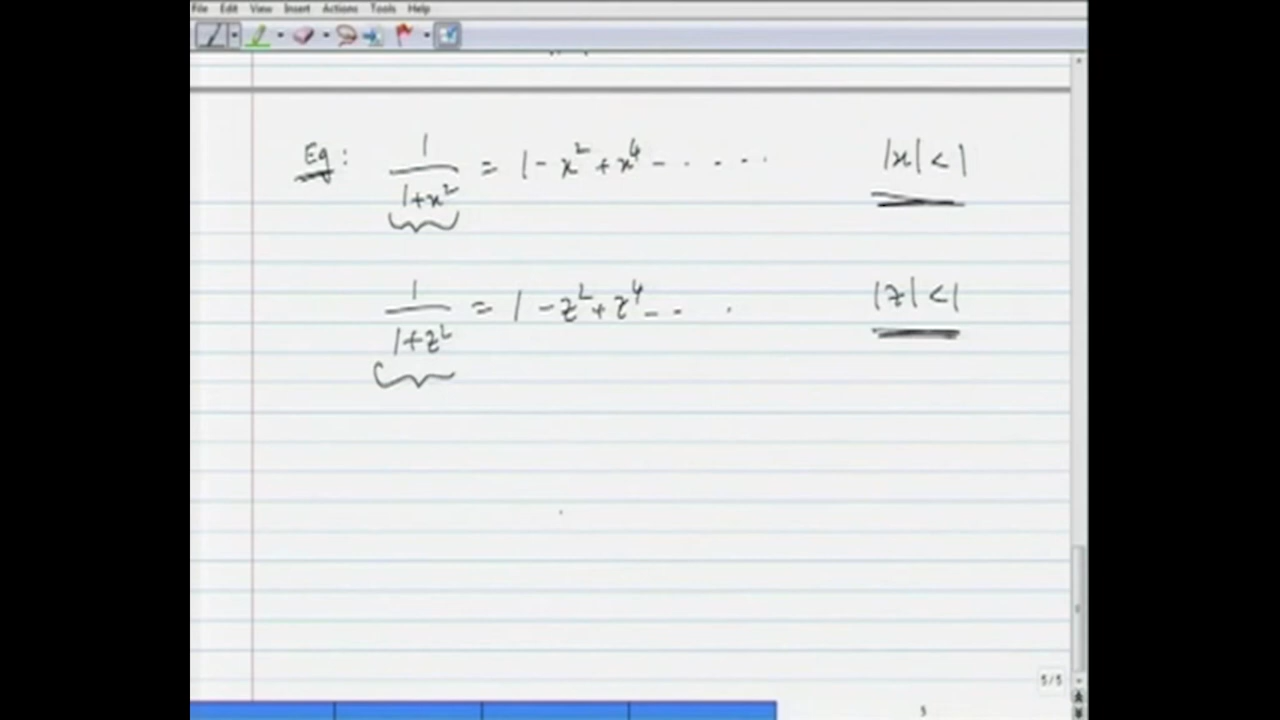 File Edit View Insert Actions Tools Help
Eg: 1/(1+x²) = 1 - x² + x⁴ - ..... |x| < 1
1/(1+z²) = 1 - z² + z⁴ - .. . |z| < 1
5/5
5